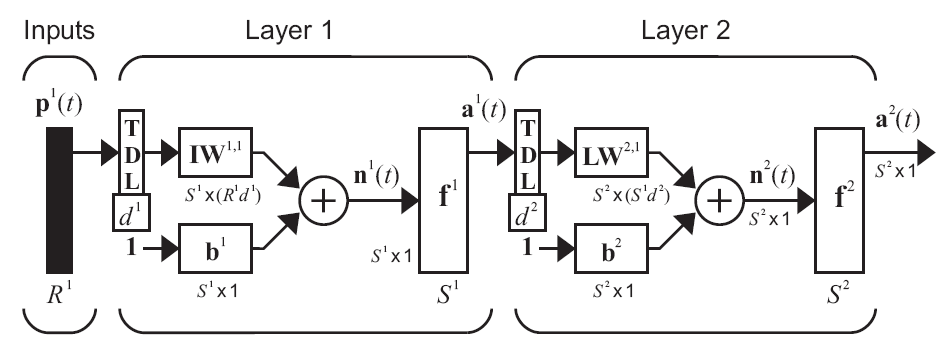 Inputs Layer 1 Layer 2
p¹(t) a¹(t) a²(t)
T D L T D L
IW¹,¹ LW²,¹
S¹x(R¹d¹) n¹(t) f¹ S²x(S¹d²) n²(t) f² S²x1
d¹ d² S²x1
1 b¹ S¹x1 1 b²
R¹ S¹x1 S¹ S²x1 S²